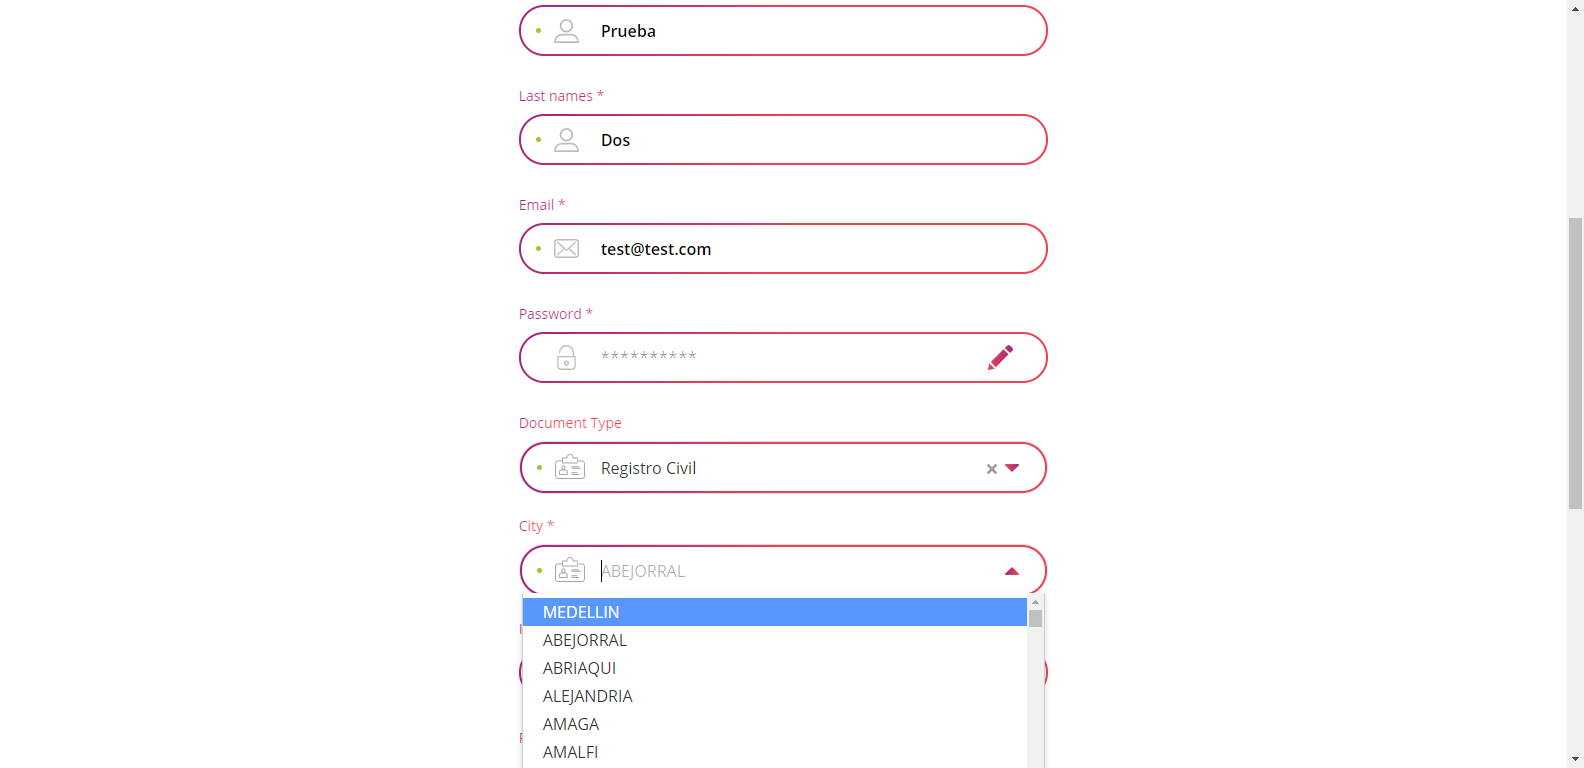 Prueba
Last names *
Dos
Email *
test@test.com
Password *
**********
Document Type
Registro Civil
City *
ABEJORRAL
MEDELLIN
ABEJORRAL
ABRIAQUI
ALEJANDRIA
AMAGA
AMALFI